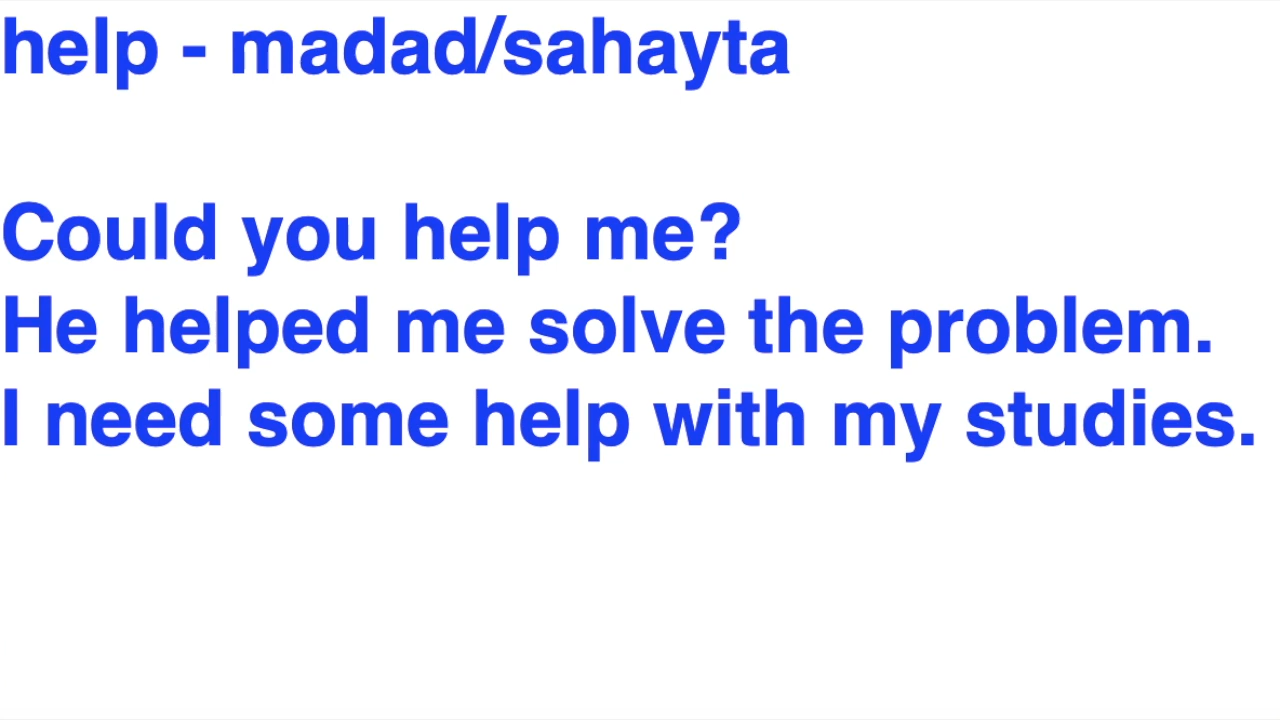 help - madad/sahayta
Could you help me?
He helped me solve the problem.
I need some help with my studies.